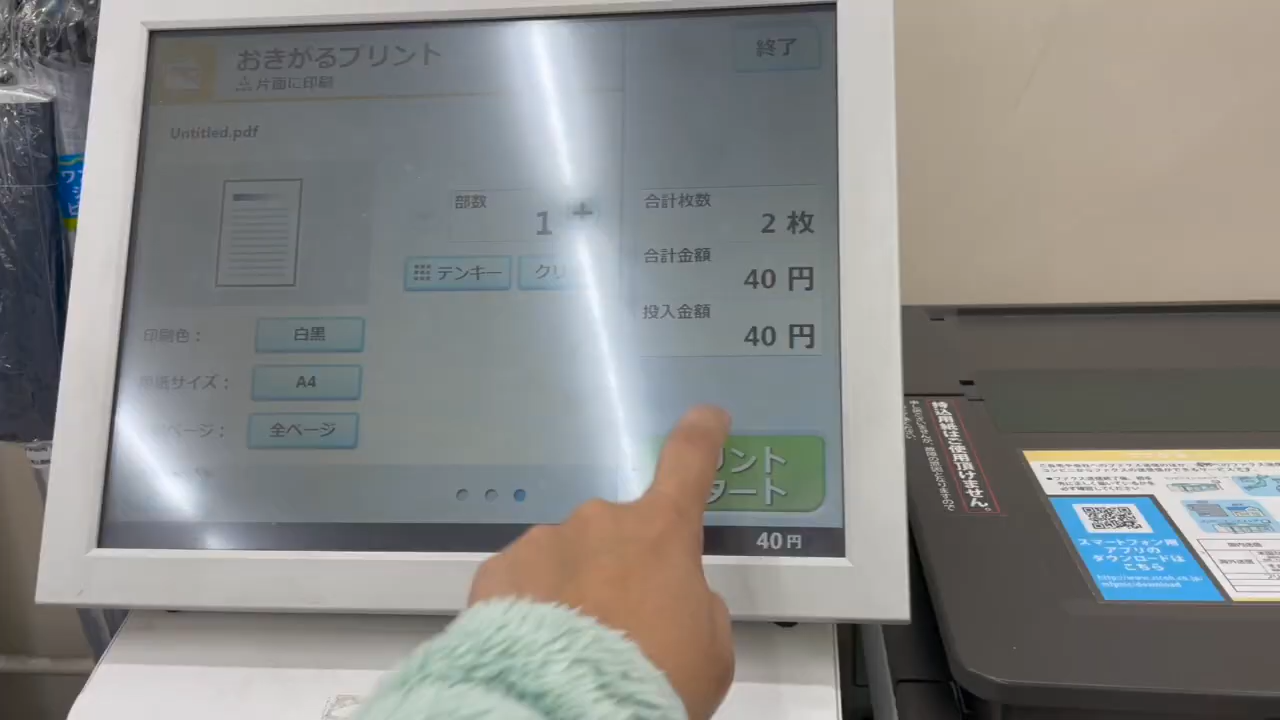 おきがるプリント
片面に印刷
終了
Untitled.pdf
部数
1 +
テンキー
クリ
合計枚数
2 枚
合計金額
40 円
投入金額
40 円
印刷色：
白黒
用紙サイズ：
A4
ページ：
全ページ
40円
持込用紙はご使用頂けません。
スマートフォン用
アプリの
ダウンロードは
こちら